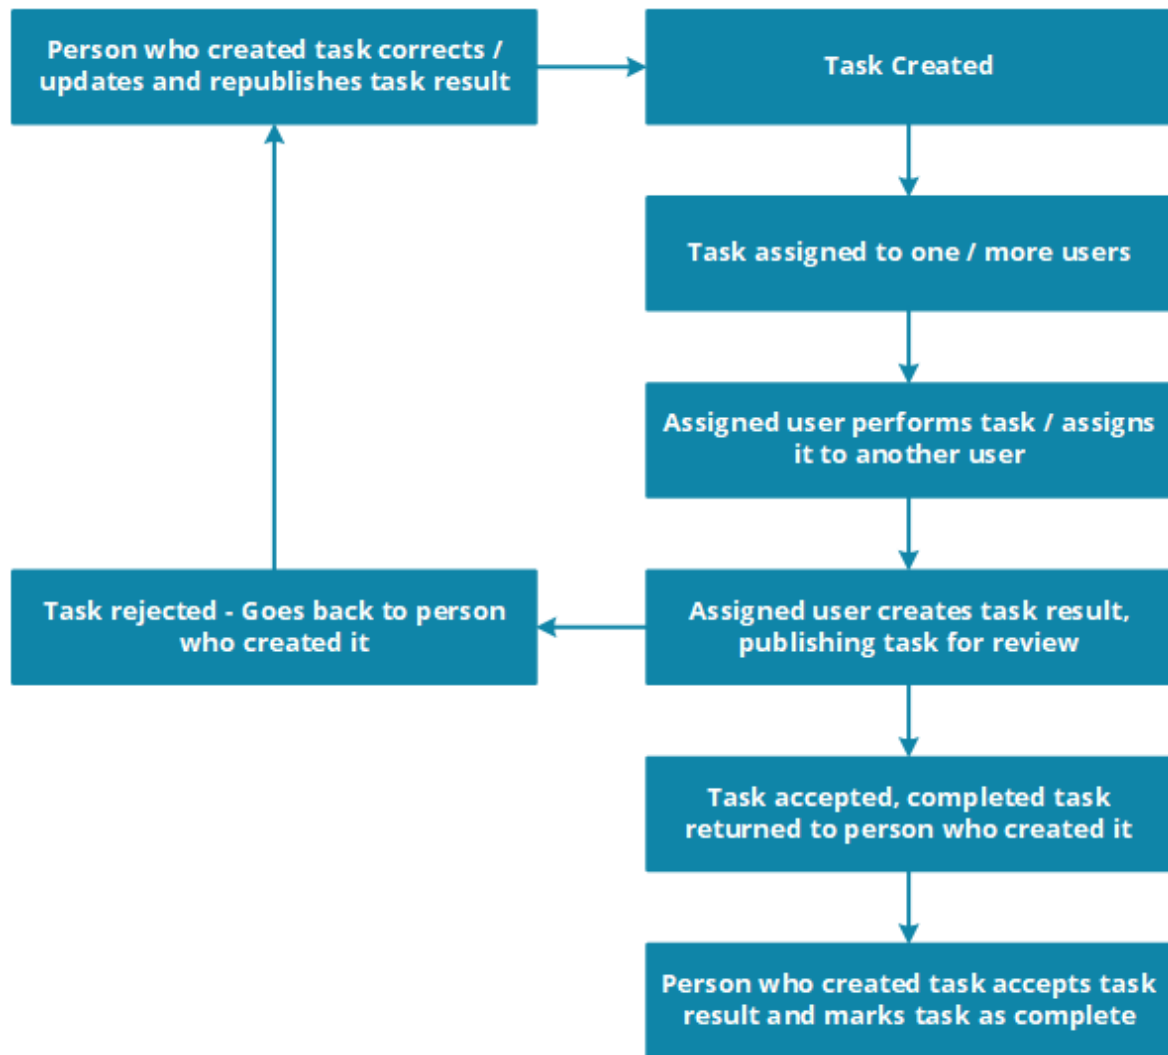 Person who created task corrects /
updates and republishes task result
Task Created
Task assigned to one / more users
Assigned user performs task / assigns
it to another user
Task rejected - Goes back to person
who created it
Assigned user creates task result,
publishing task for review
Task accepted, completed task
returned to person who created it
Person who created task accepts task
result and marks task as complete